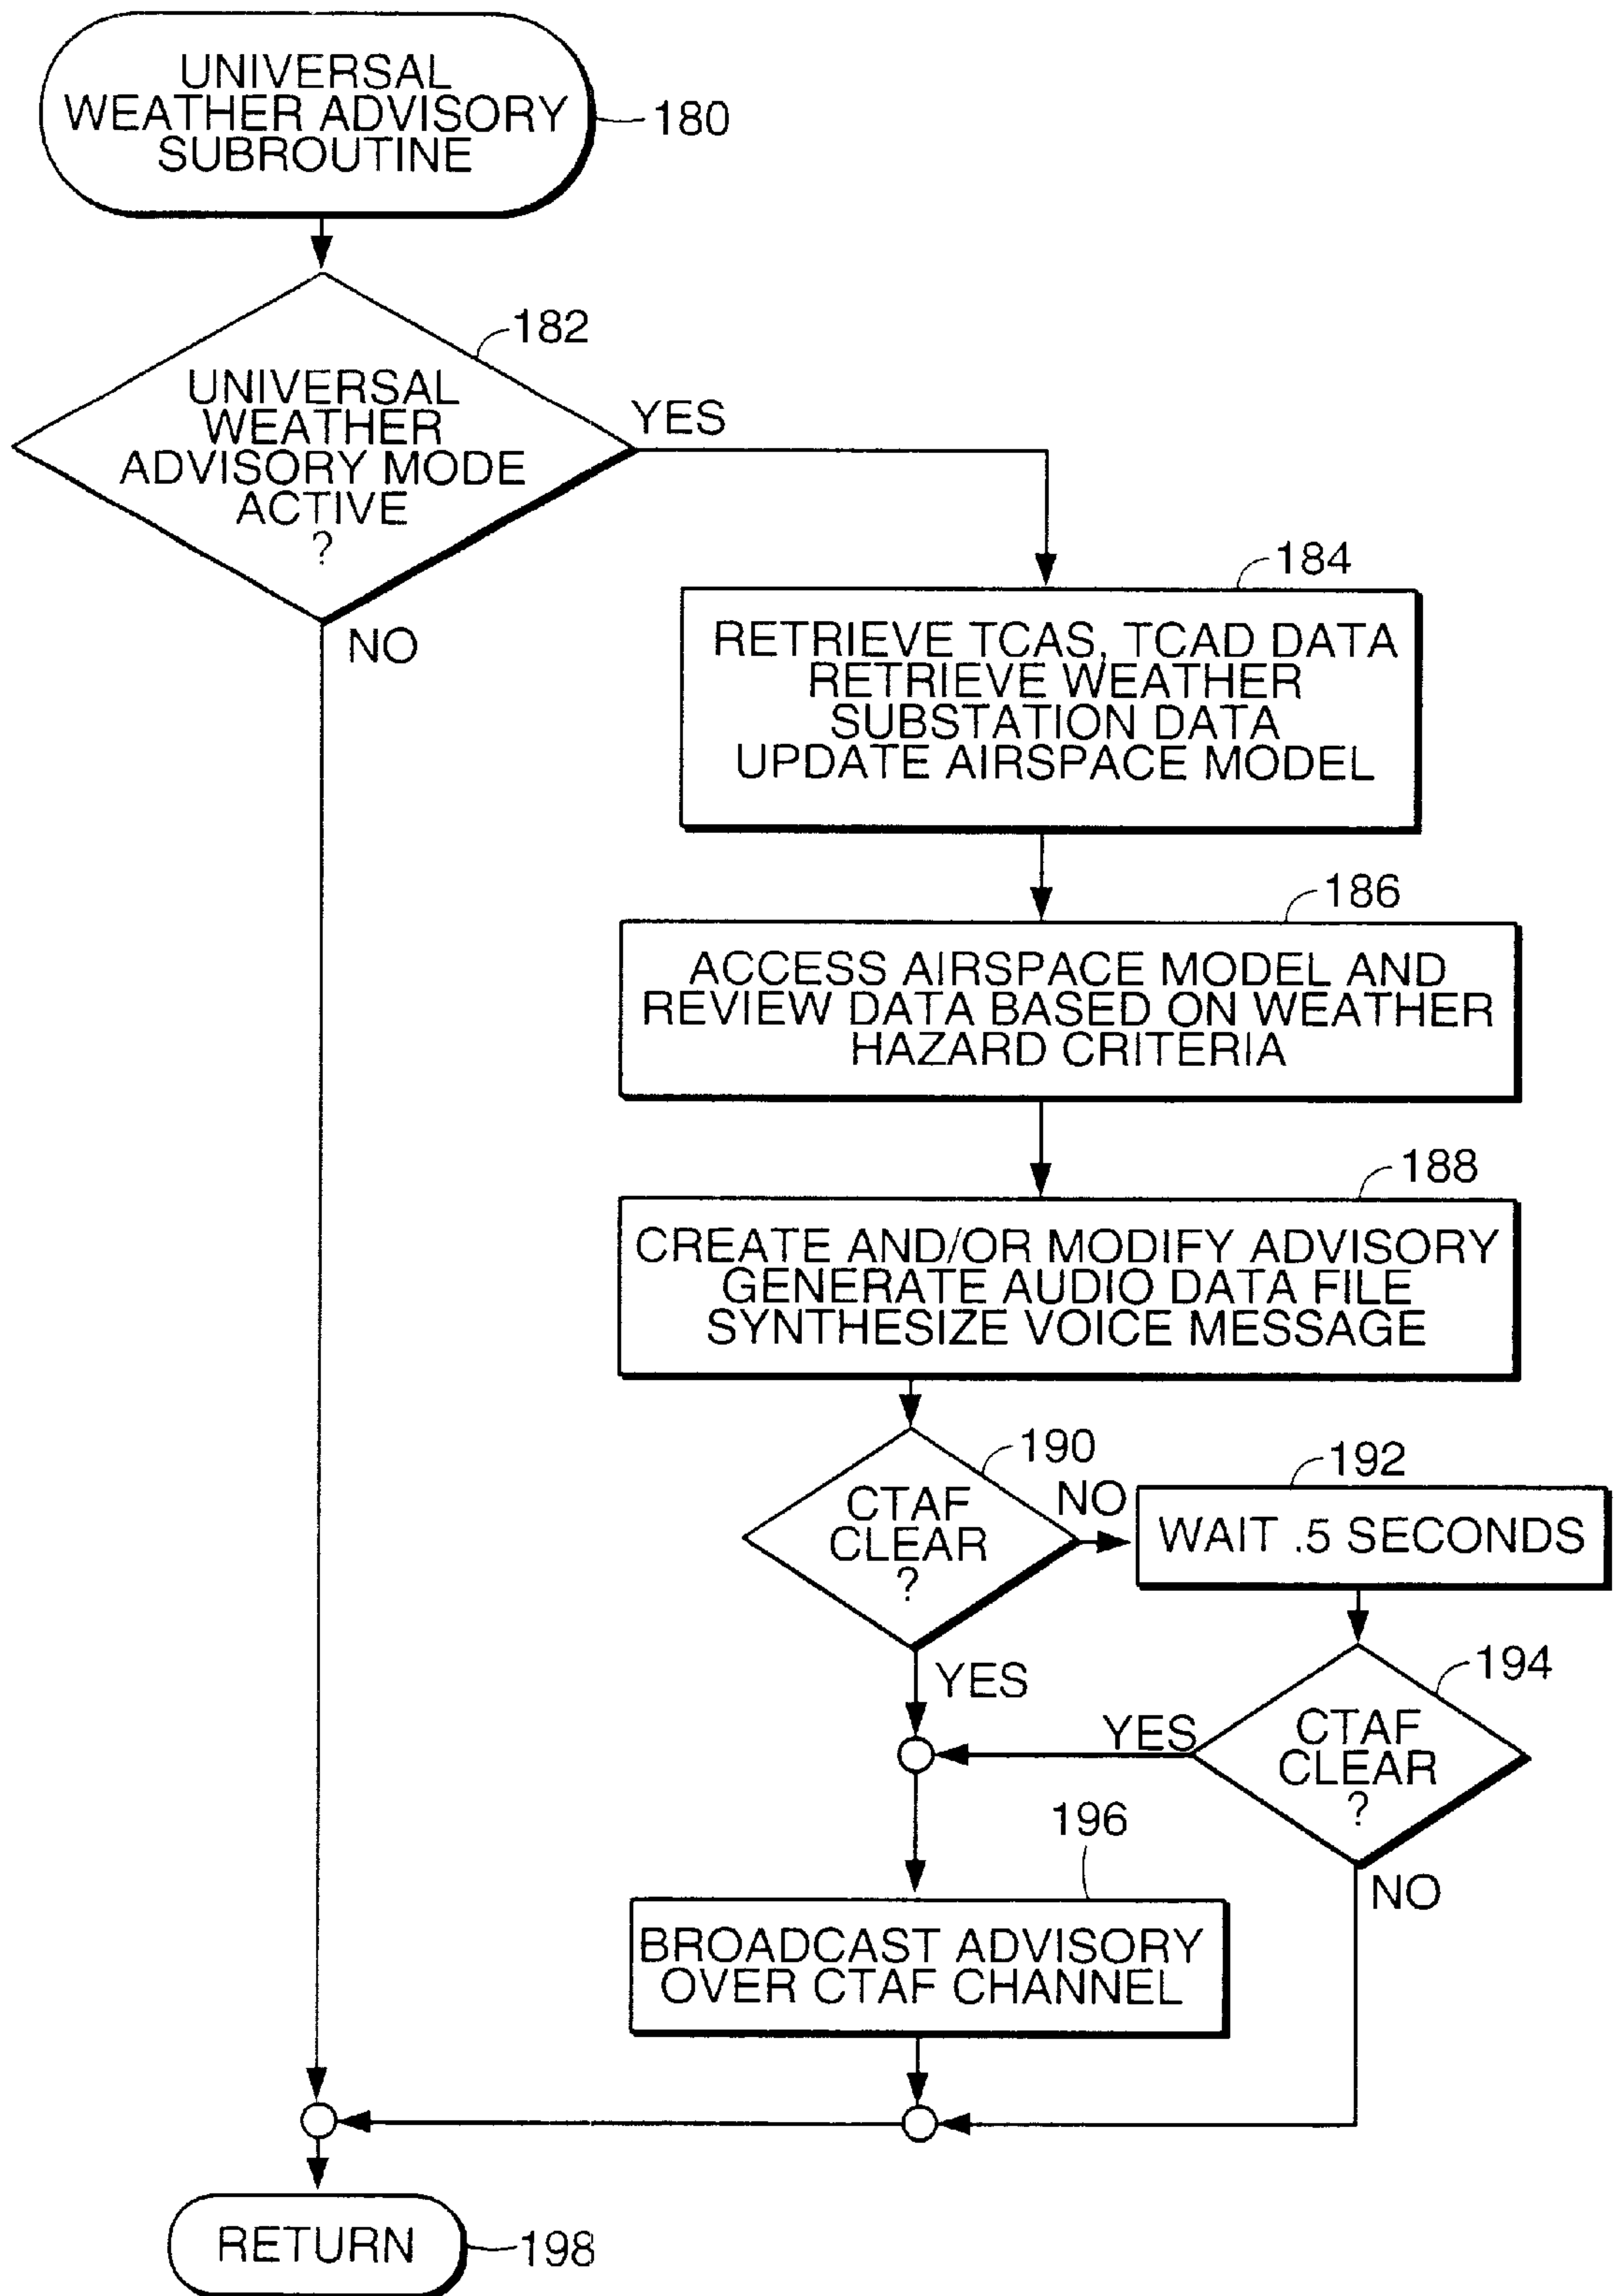 UNIVERSAL
WEATHER ADVISORY
SUBROUTINE
180
182
UNIVERSAL
WEATHER
ADVISORY MODE
ACTIVE
?
YES
NO
184
RETRIEVE TCAS, TCAD DATA
RETRIEVE WEATHER
SUBSTATION DATA
UPDATE AIRSPACE MODEL
186
ACCESS AIRSPACE MODEL AND
REVIEW DATA BASED ON WEATHER
HAZARD CRITERIA
188
CREATE AND/OR MODIFY ADVISORY
GENERATE AUDIO DATA FILE
SYNTHESIZE VOICE MESSAGE
190
CTAF
CLEAR
?
NO
192
WAIT .5 SECONDS
YES
194
CTAF
CLEAR
?
YES
NO
196
BROADCAST ADVISORY
OVER CTAF CHANNEL
RETURN
198